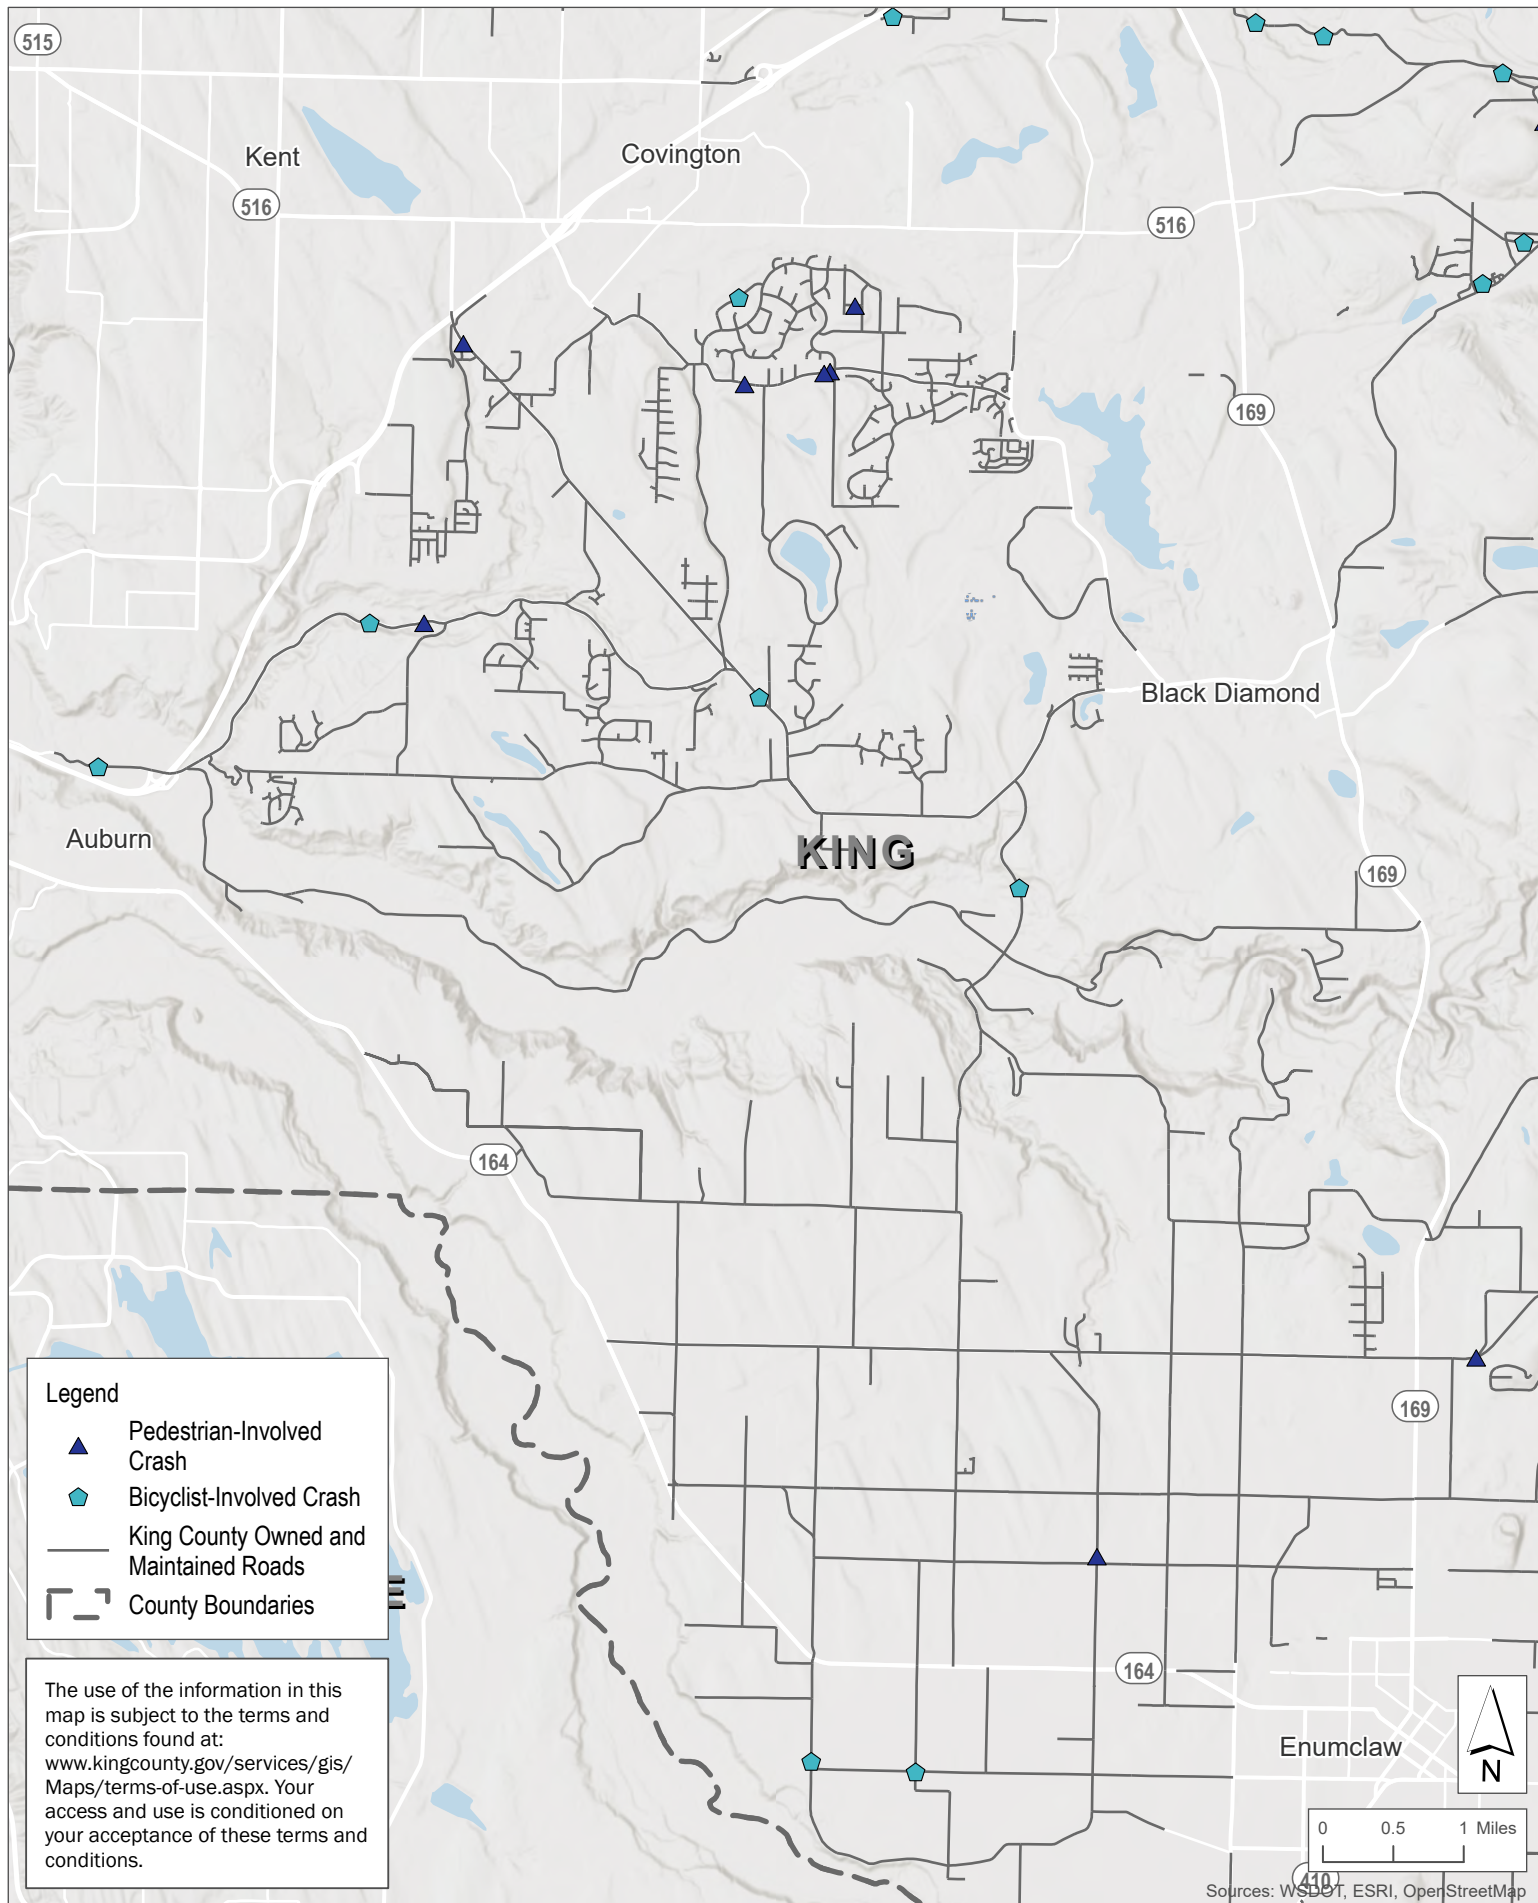 515
Kent
Covington
516
516
169
Black Diamond
Auburn
KING
169
164
169
Legend
Pedestrian-Involved
Crash
Bicyclist-Involved Crash
King County Owned and
Maintained Roads
County Boundaries
164
The use of the information in this
map is subject to the terms and
conditions found at:
www.kingcounty.gov/services/gis/
Maps/terms-of-use.aspx. Your
access and use is conditioned on
your acceptance of these terms and
conditions.
Enumclaw
N
0 0.5 1 Miles
410
Sources: WSDOT, ESRI, OpenStreetMap